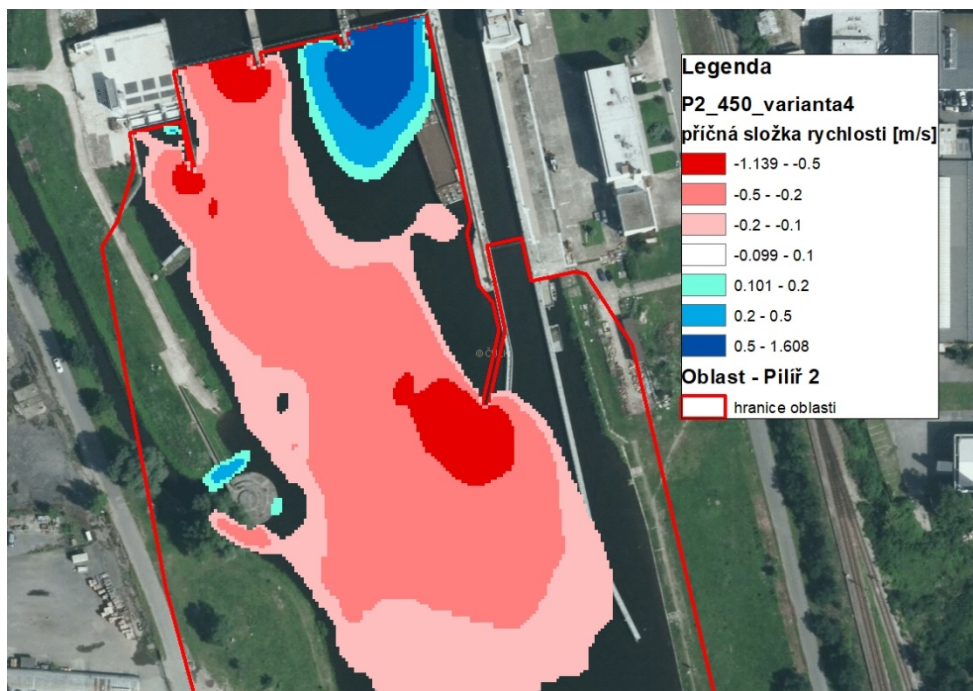 Legenda
P2_450_varianta4
příčná složka rychlosti [m/s]
-1.139 - -0.5
-0.5 - -0.2
-0.2 - -0.1
-0.099 - 0.1
0.101 - 0.2
0.2 - 0.5
0.5 - 1.608
Oblast - Pilíř 2
hranice oblasti